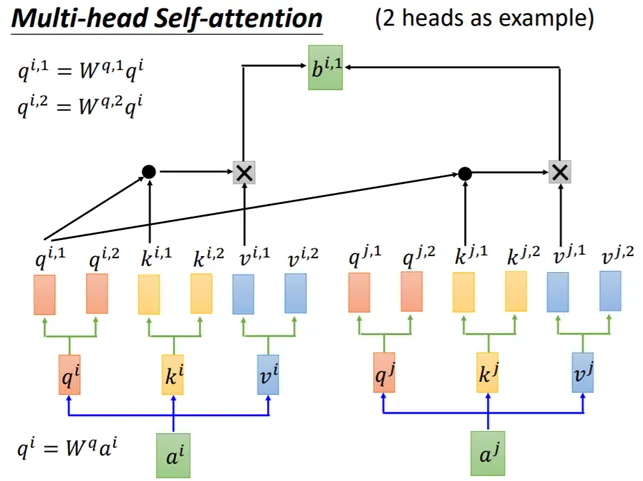 Multi-head Self-attention (2 heads as example)
q^{i,1} = W^{q,1}q^i
q^{i,2} = W^{q,2}q^i
b^{i,1}
q^{i,1} q^{i,2} k^{i,1} k^{i,2} v^{i,1} v^{i,2} q^{j,1} q^{j,2} k^{j,1} k^{j,2} v^{j,1} v^{j,2}
q^i k^i v^i q^j k^j v^j
q^i = W^q a^i
a^i a^j